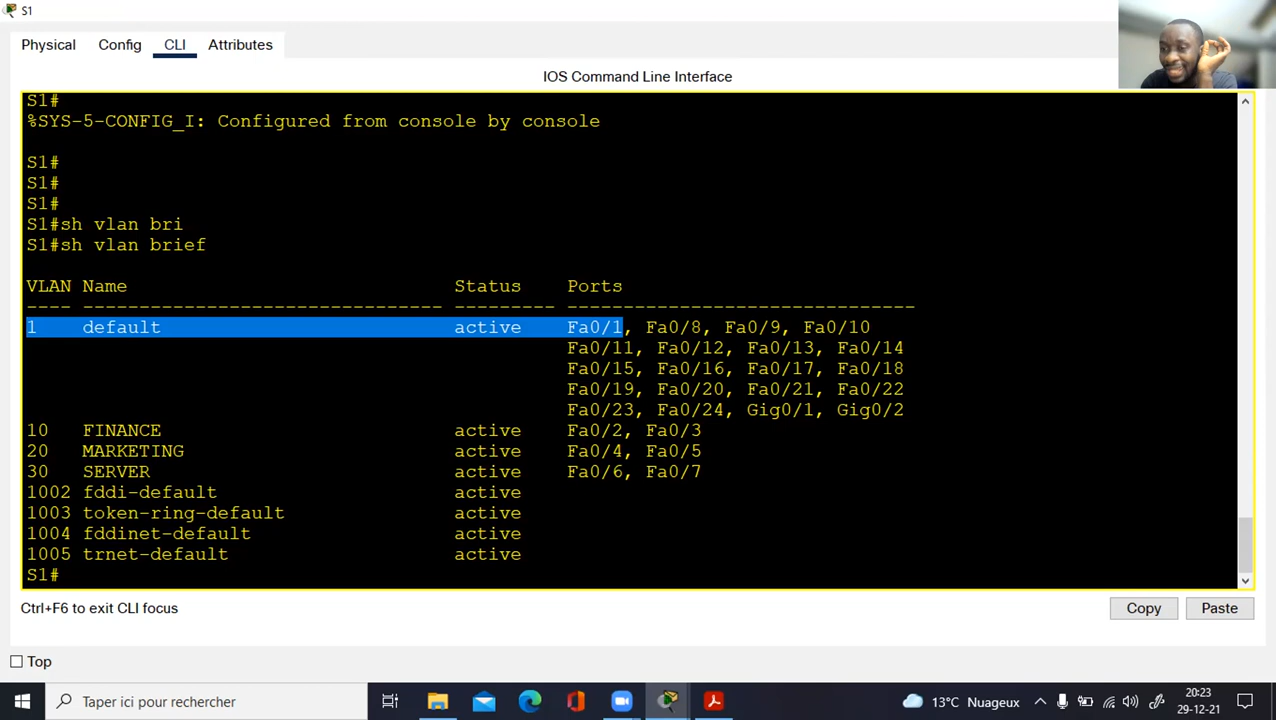 S1
Physical Config CLI Attributes
IOS Command Line Interface
S1#
%SYS-5-CONFIG_I: Configured from console by console
S1#
S1#
S1#
S1#sh vlan bri
S1#sh vlan brief
VLAN Name Status Ports
---- -------------------------------- --------- -------------------------------
1 default active Fa0/1, Fa0/8, Fa0/9, Fa0/10
Fa0/11, Fa0/12, Fa0/13, Fa0/14
Fa0/15, Fa0/16, Fa0/17, Fa0/18
Fa0/19, Fa0/20, Fa0/21, Fa0/22
Fa0/23, Fa0/24, Gig0/1, Gig0/2
10 FINANCE active Fa0/2, Fa0/3
20 MARKETING active Fa0/4, Fa0/5
30 SERVER active Fa0/6, Fa0/7
1002 fddi-default active
1003 token-ring-default active
1004 fddinet-default active
1005 trnet-default active
S1#
Ctrl+F6 to exit CLI focus
Copy Paste
Top
Taper ici pour rechercher
13°C Nuageux
20:23
29-12-21